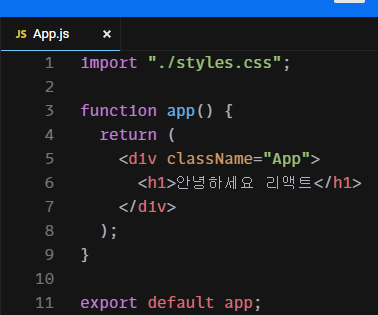 JS App.js ×
1 import "./styles.css";
2
3 function app() {
4   return (
5     <div className="App">
6       <h1>안녕하세요 리액트</h1>
7     </div>
8   );
9 }
10
11 export default app;